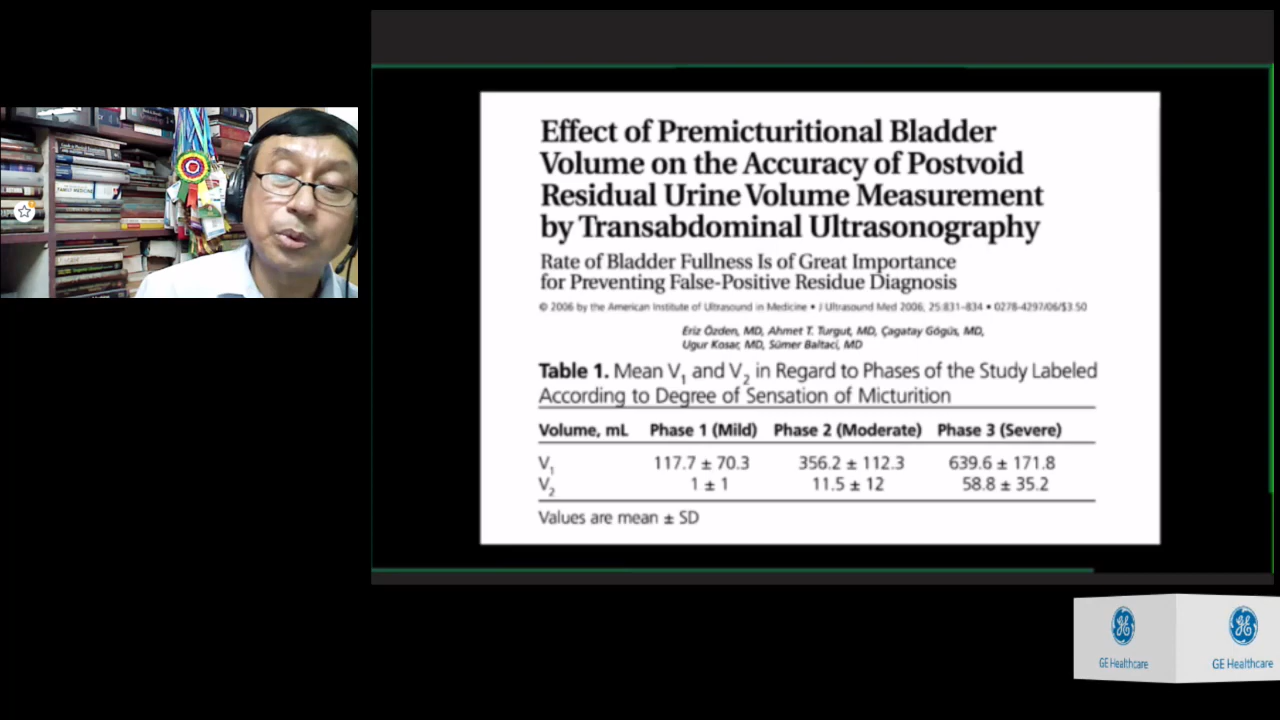 Effect of Premicturitional Bladder
Volume on the Accuracy of Postvoid
Residual Urine Volume Measurement
by Transabdominal Ultrasonography
Rate of Bladder Fullness Is of Great Importance
for Preventing False-Positive Residue Diagnosis
© 2006 by the American Institute of Ultrasound in Medicine • J Ultrasound Med 2006; 25:831–834 • 0278-4297/06/$3.50
Eriz Özden, MD, Ahmet T. Turgut, MD, Çagatay Gögüs, MD,
Ugur Kosar, MD, Sümer Baltaci, MD
Table 1. Mean V1 and V2 in Regard to Phases of the Study Labeled
According to Degree of Sensation of Micturition
Volume, mL Phase 1 (Mild) Phase 2 (Moderate) Phase 3 (Severe)
V1 117.7 ± 70.3 356.2 ± 112.3 639.6 ± 171.8
V2 1 ± 1 11.5 ± 12 58.8 ± 35.2
Values are mean ± SD
FAMILY MEDICINE
GE Healthcare
GE Healthcare